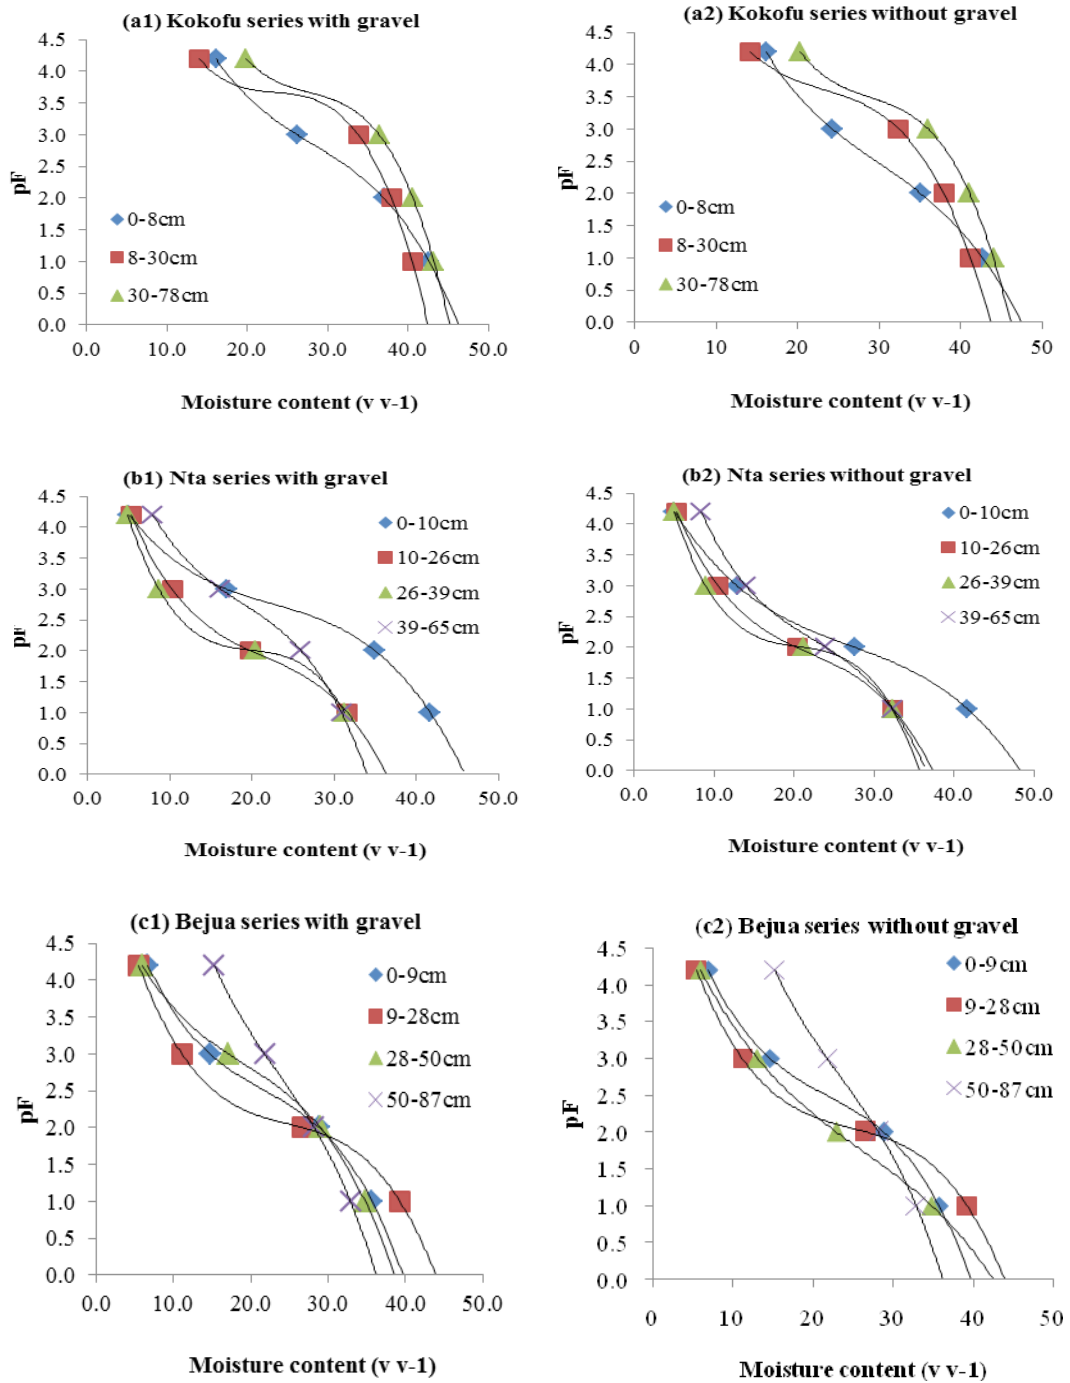 (a1) Kokofu series with gravel
4.5
4.0
3.5
3.0
2.5
2.0
1.5
1.0
0.5
0.0
pF
0-8cm
8-30cm
30-78cm
0.0 10.0 20.0 30.0 40.0 50.0
Moisture content (v v-1)
(a2) Kokofu series without gravel
4.5
4.0
3.5
3.0
2.5
2.0
1.5
1.0
0.5
0.0
pF
0-8cm
8-30cm
30-78cm
0 10 20 30 40 50
Moisture content (v v-1)
(b1) Nta series with gravel
4.5
4.0
3.5
3.0
2.5
2.0
1.5
1.0
0.5
0.0
pF
0-10cm
10-26cm
26-39cm
39-65cm
0.0 10.0 20.0 30.0 40.0 50.0
Moisture content (v v-1)
(b2) Nta series without gravel
4.5
4.0
3.5
3.0
2.5
2.0
1.5
1.0
0.5
0.0
pF
0-10cm
10-26cm
26-39cm
39-65cm
0.0 10.0 20.0 30.0 40.0 50.0
Moisture content (v v-1)
(c1) Bejua series with gravel
4.5
4.0
3.5
3.0
2.5
2.0
1.5
1.0
0.5
0.0
pF
0-9cm
9-28cm
28-50cm
50-87cm
0.0 10.0 20.0 30.0 40.0 50.0
Moisture content (v v-1)
(c2) Bejua series without gravel
4.5
4.0
3.5
3.0
2.5
2.0
1.5
1.0
0.5
0.0
pF
0-9cm
9-28cm
28-50cm
50-87cm
0 10 20 30 40 50
Moisture content (v v-1)